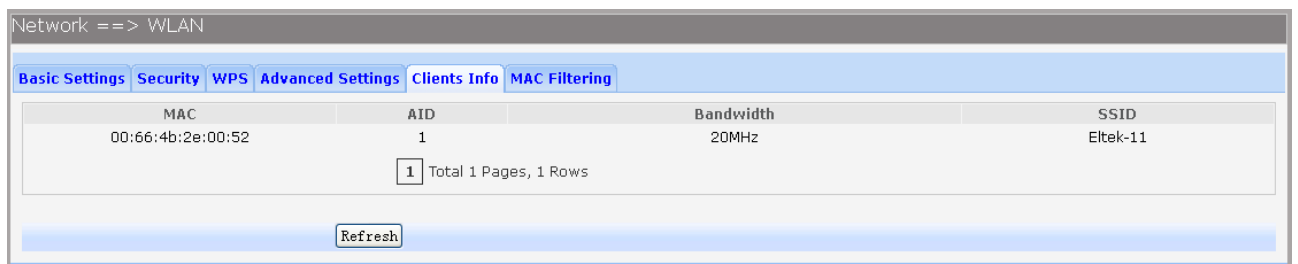 Network ==> WLAN
Basic Settings Security WPS Advanced Settings Clients Info MAC Filtering
MAC AID Bandwidth SSID
00:66:4b:2e:00:52 1 20MHz Eltek-11
1 Total 1 Pages, 1 Rows
Refresh